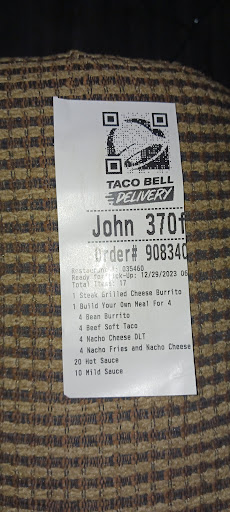 TACO BELL
DELIVERY
John 370f
Order# 908340
Restaurant #: 035460
Ready for Pick-Up: 12/29/2023 06
Total Items: 17
1 Steak Grilled Cheese Burrito
1 Build Your Own Meal For 4
4 Bean Burrito
4 Beef Soft Taco
4 Nacho Cheese DLT
4 Nacho Fries and Nacho Cheese
20 Hot Sauce
10 Mild Sauce